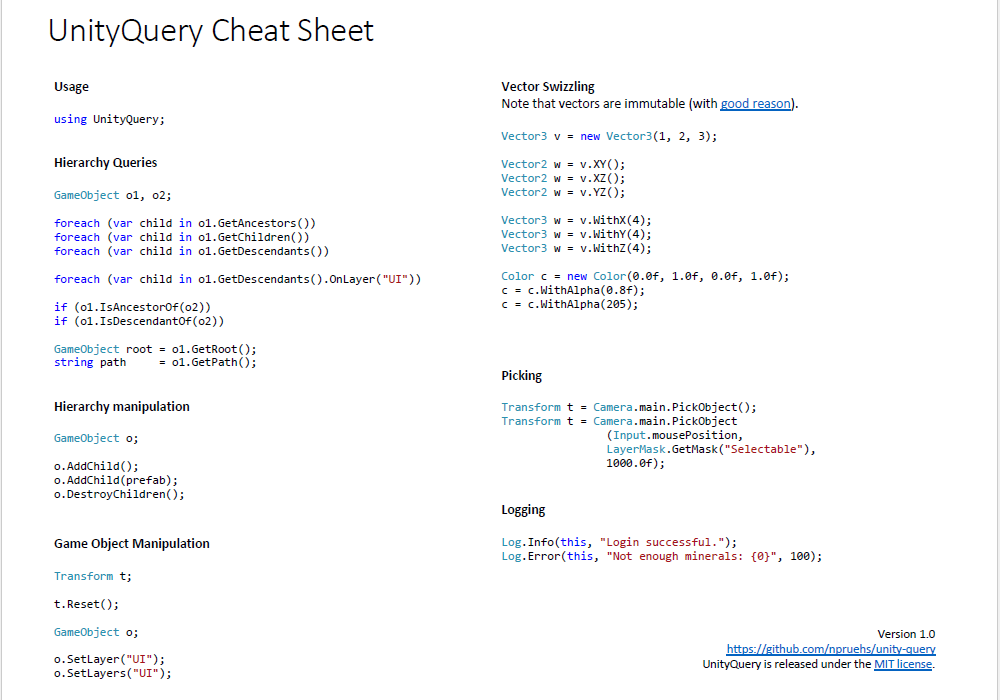 UnityQuery Cheat Sheet
Usage
using UnityQuery;
Hierarchy Queries
GameObject o1, o2;
foreach (var child in o1.GetAncestors())
foreach (var child in o1.GetChildren())
foreach (var child in o1.GetDescendants())
foreach (var child in o1.GetDescendants().OnLayer("UI"))
if (o1.IsAncestorOf(o2))
if (o1.IsDescendantOf(o2))
GameObject root = o1.GetRoot();
string path     = o1.GetPath();
Hierarchy manipulation
GameObject o;
o.AddChild();
o.AddChild(prefab);
o.DestroyChildren();
Game Object Manipulation
Transform t;
t.Reset();
GameObject o;
o.SetLayer("UI");
o.SetLayers("UI");
Vector Swizzling
Note that vectors are immutable (with good reason).
Vector3 v = new Vector3(1, 2, 3);
Vector2 w = v.XY();
Vector2 w = v.XZ();
Vector2 w = v.YZ();
Vector3 w = v.WithX(4);
Vector3 w = v.WithY(4);
Vector3 w = v.WithZ(4);
Color c = new Color(0.0f, 1.0f, 0.0f, 1.0f);
c = c.WithAlpha(0.8f);
c = c.WithAlpha(205);
Picking
Transform t = Camera.main.PickObject();
Transform t = Camera.main.PickObject
(Input.mousePosition,
LayerMask.GetMask("Selectable"),
1000.0f);
Logging
Log.Info(this, "Login successful.");
Log.Error(this, "Not enough minerals: {0}", 100);
Version 1.0
https://github.com/npruehs/unity-query
UnityQuery is released under the MIT license.